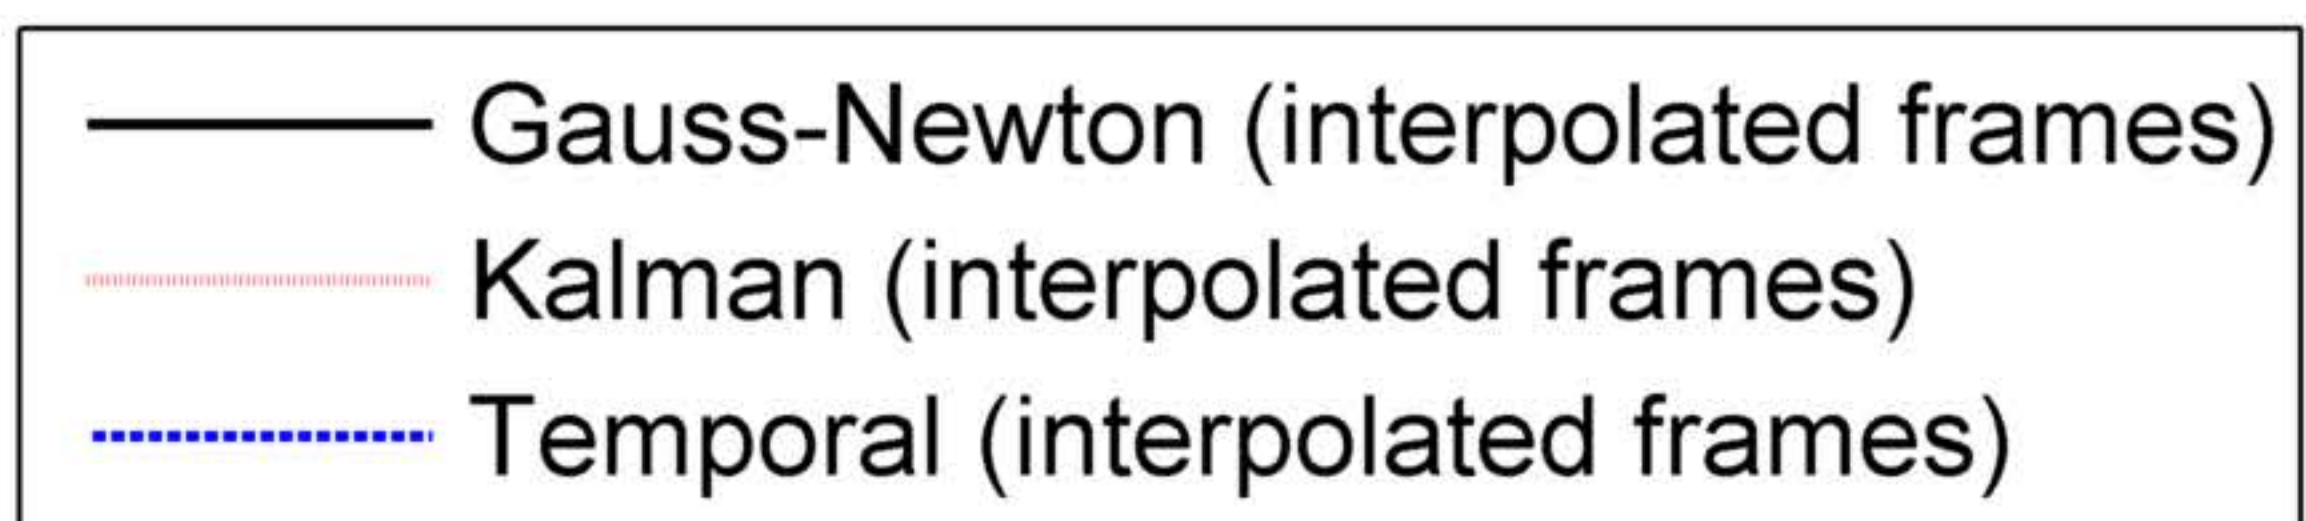 Gauss-Newton (interpolated frames)
Kalman (interpolated frames)
Temporal (interpolated frames)